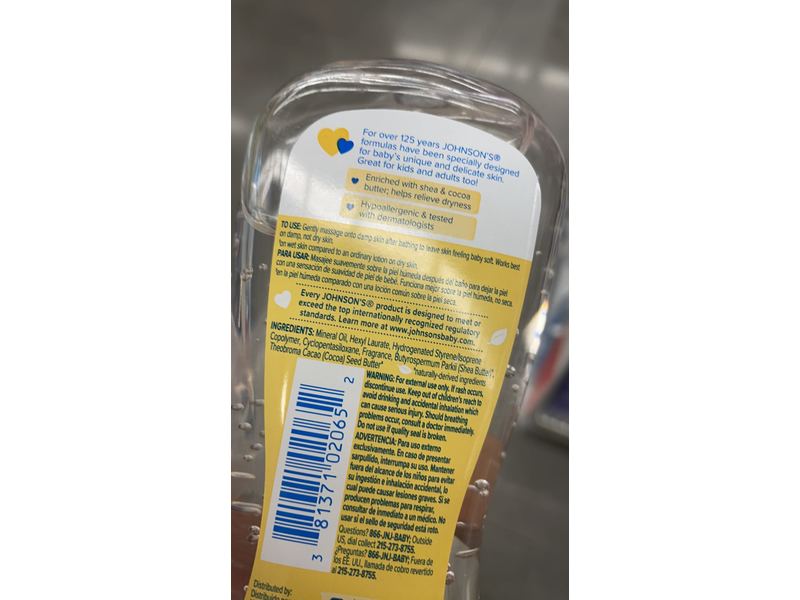 For over 125 years JOHNSON'S®
formulas have been specially designed
for baby's unique and delicate skin.
Great for kids and adults too!
Enriched with shea & cocoa
butter; helps relieve dryness
Hypoallergenic & tested
with dermatologists
TO USE: Gently massage onto damp skin after bathing to leave skin feeling baby soft. Works best
on damp, not dry skin.
*on wet skin compared to an ordinary lotion on dry skin.
PARA USAR: Masajee suavemente sobre la piel húmeda después del baño para dejar la piel
con una sensación de suavidad de piel de bebé. Funciona mejor sobre la piel húmeda, no seca.
*en la piel húmeda comparado con una loción común sobre la piel seca.
Every JOHNSON'S® product is designed to meet or
exceed the top internationally recognized regulatory
standards. Learn more at www.johnsonsbaby.com.
INGREDIENTS: Mineral Oil, Hexyl Laurate, Hydrogenated Styrene/Isoprene
Copolymer, Cyclopentasiloxane, Fragrance, Butyrospermum Parkii (Shea Butter)*,
Theobroma Cacao (Cocoa) Seed Butter*
*naturally-derived ingredients
WARNING: For external use only. If rash occurs,
discontinue use. Keep out of children's reach to
avoid drinking and accidental inhalation which
can cause serious injury. Should breathing
problems occur, consult a doctor immediately.
Do not use if quality seal is broken.
ADVERTENCIA: Para uso externo
exclusivamente. En caso de presentar
sarpullido, interrumpa su uso. Mantener
fuera del alcance de los niños para evitar
su ingestión e inhalación accidental, lo
cual puede causar lesiones graves. Si se
producen problemas para respirar,
consultar de inmediato a un médico. No
usar si el sello de seguridad está roto.
Questions? 866-JNJ-BABY; Outside
US, dial collect 215-273-8755.
¿Preguntas? 866-JNJ-BABY; Fuera de
los EE. UU., llamada de cobro revertido
al 215-273-8755.
3 81371 02065 2
Distributed by:
Distribuido